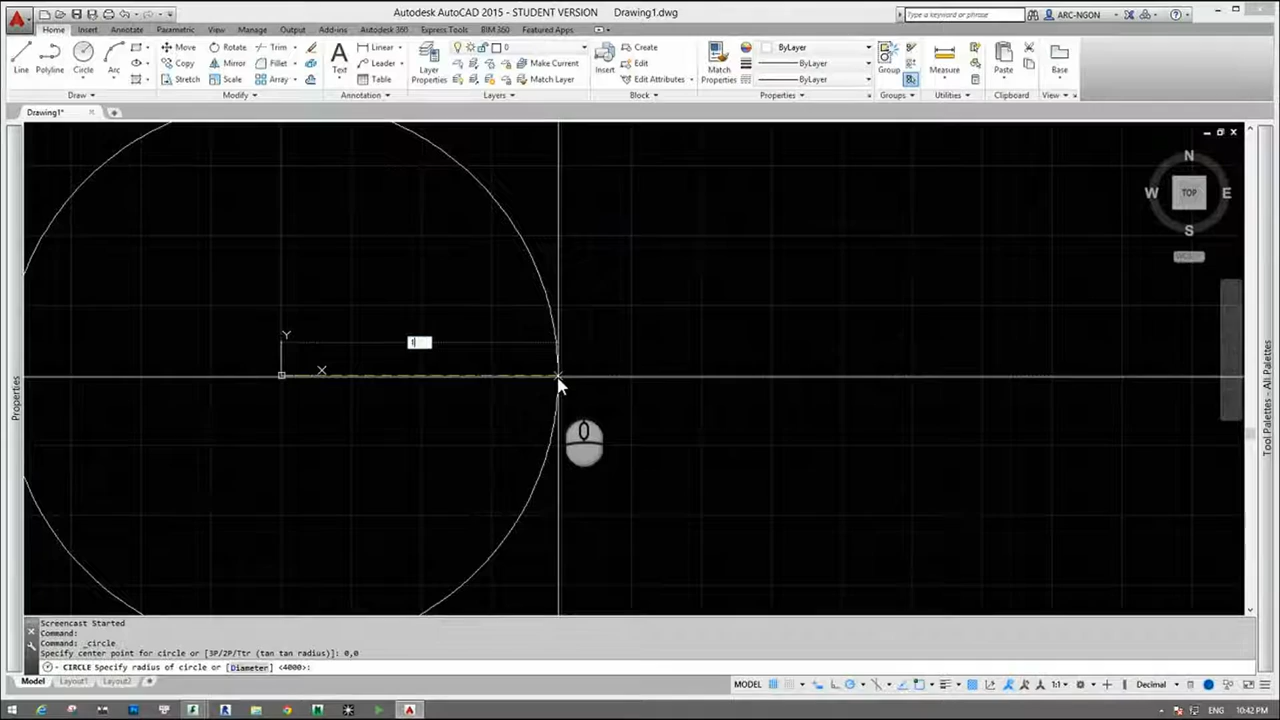 Autodesk AutoCAD 2015 - STUDENT VERSION Drawing1.dwg
Type a keyword or phrase
ARC-NGON
Home Insert Annotate Parametric View Manage Output Add-ins Autodesk 360 Express Tools BIM 360 Featured Apps
Line Polyline Circle Arc
Move Rotate Trim
Copy Mirror Fillet
Stretch Scale Array
Text
Linear
Leader
Table
Layer
Properties
0
Make Current
Match Layer
Insert
Create
Edit
Edit Attributes
Match
Properties
ByLayer
ByLayer
ByLayer
Group
Measure
Paste
Base
Draw Modify Annotation Layers Block Properties Groups Utilities Clipboard View
Drawing1*
N
W TOP E
S
Y
X
Properties
Tool Palettes - All Palettes
Screencast Started
Command:
Command: _circle
Specify center point for circle or [3P/2P/Ttr (tan tan radius)]: 0,0
CIRCLE Specify radius of circle or [Diameter] <4000>:
Model Layout1 Layout2
MODEL 1:1 Decimal
ENG 10:42 PM